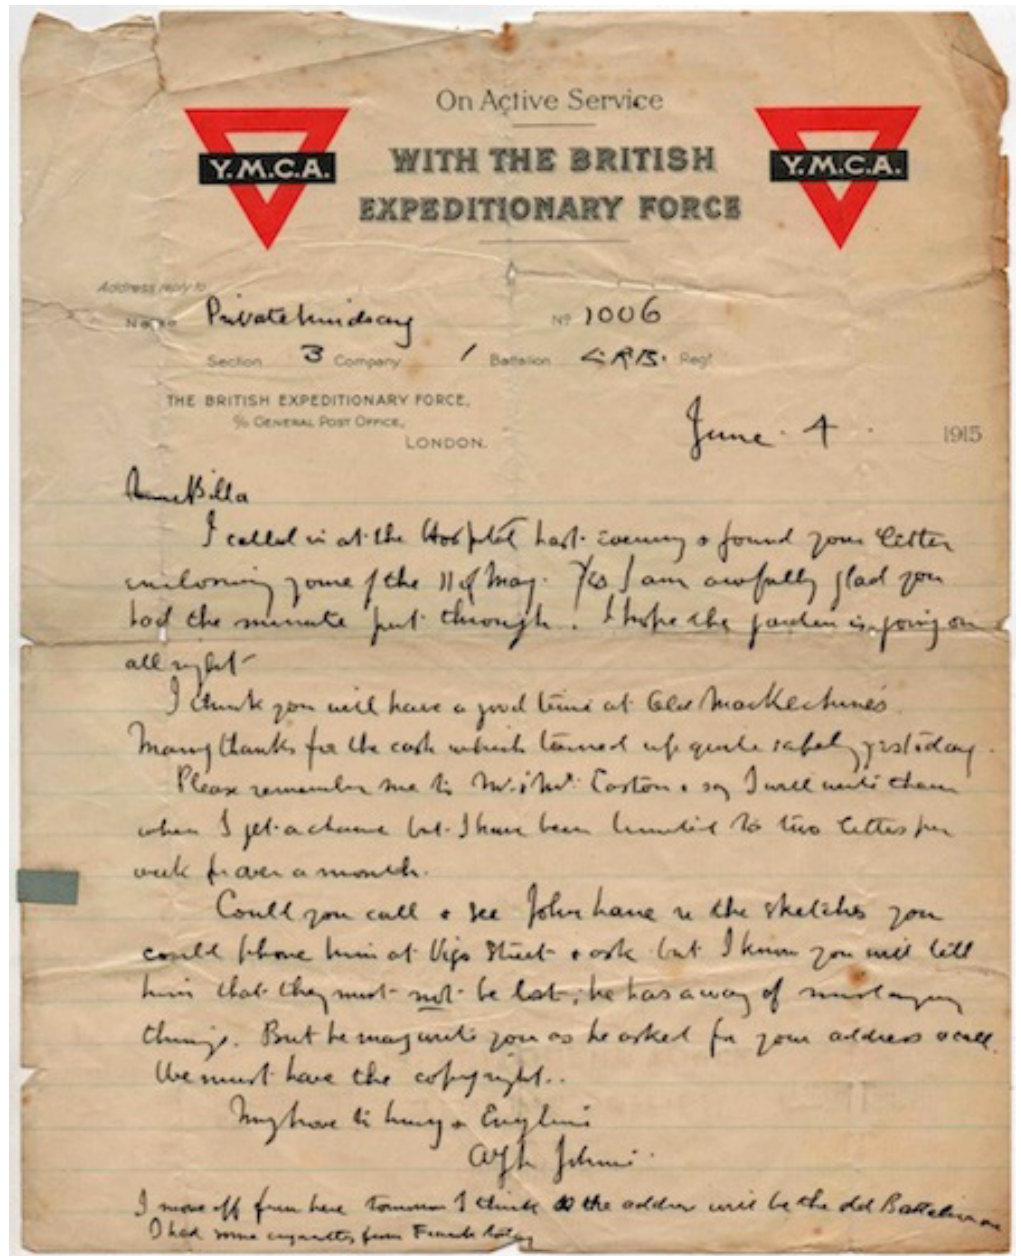 On Active Service
Y.M.C.A.
WITH THE BRITISH
EXPEDITIONARY FORCE
Y.M.C.A.
Address reply to
Name Private Lindsay Nº 1006
Section 3 Company 1 Battalion L.R.B. Regt
THE BRITISH EXPEDITIONARY FORCE,
c/o GENERAL POST OFFICE,
LONDON.
June. 4. 1915
Billa
I called in at the Hospital last evening & found your letter
enclosing yours of the 11 of May. Yes I am awfully glad you
had the minute put through. I hope the garden is going on
all right
I think you will have a good time at MacKechnie's
Many thanks for the cash which turned up quite safely yesterday.
Please remember me to Mr & Mrs Caston & say I will write them
when I get a chance but I have been limited to two letters per
week for over a month.
Could you call & see John Lane re the sketches you
could phone him at Vigo Street & ask but I know you will tell
him that they must not be lost, he has a way of mislaying
things. But he may write you as he asked for your address & call.
We must have the copyright..
My love to &
I move off from here tomorrow I think the address will be the old Battalion one
I had some cigarettes from Frank today